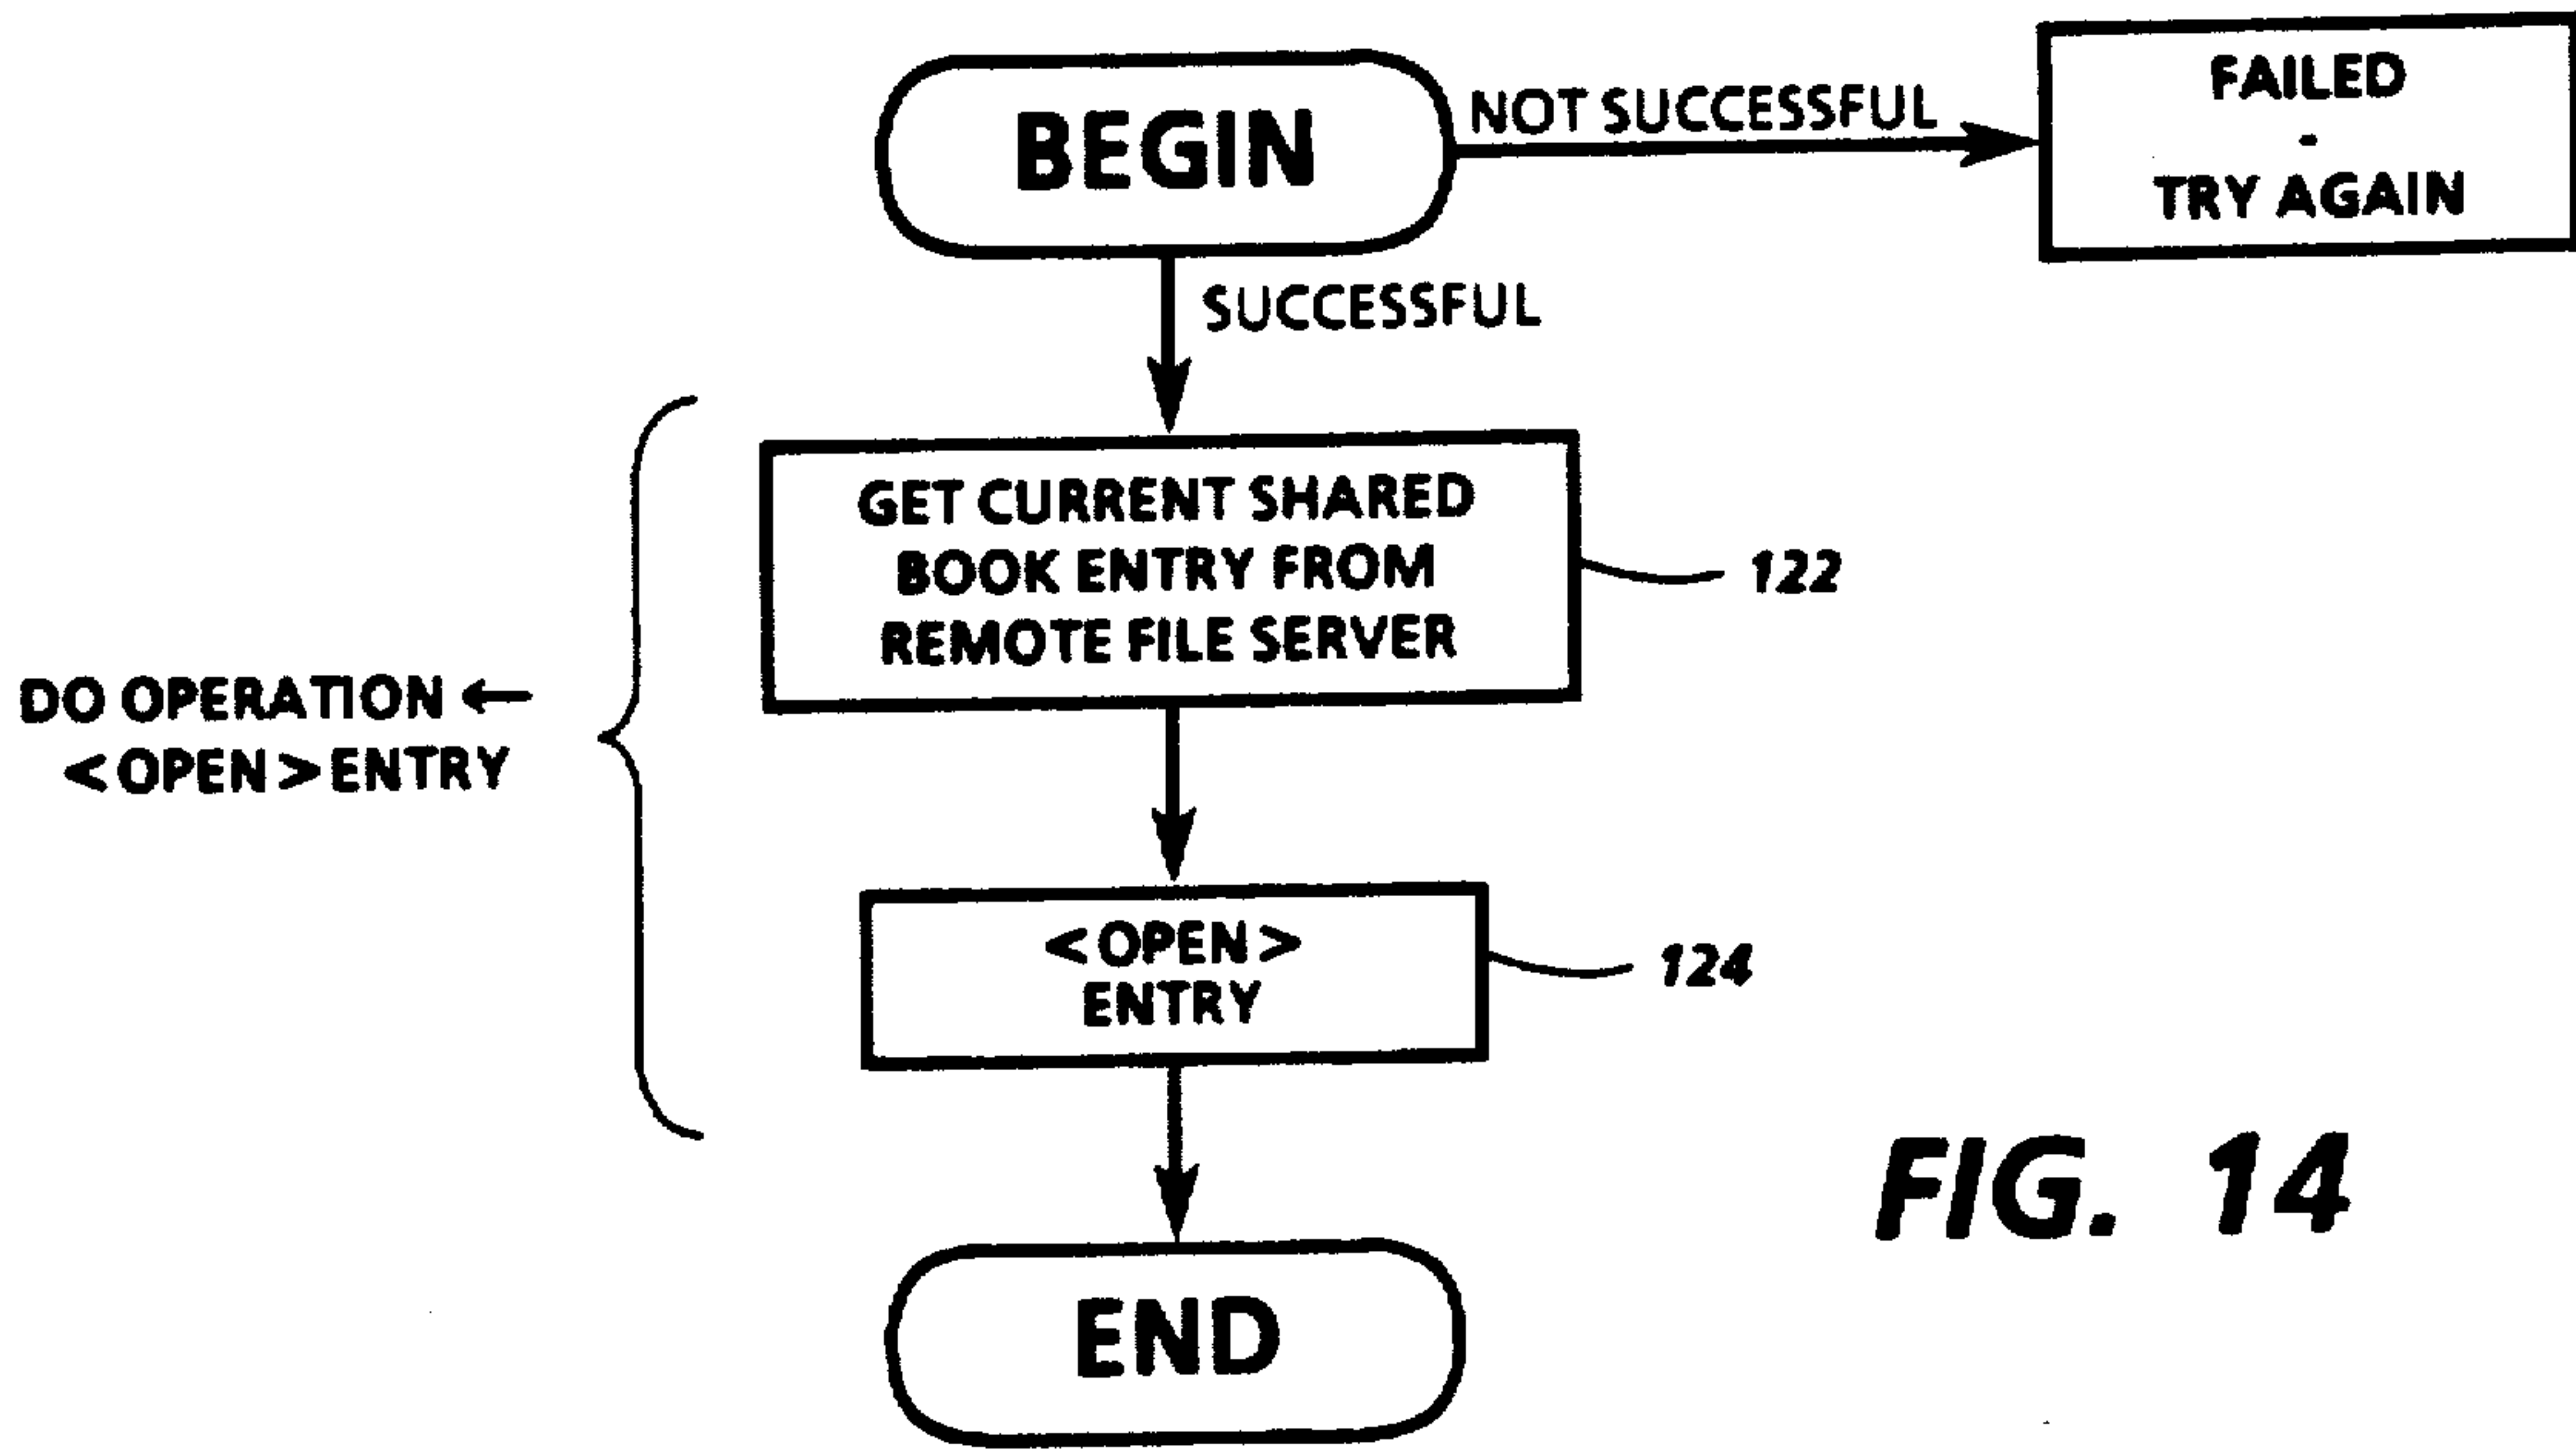 BEGIN
NOT SUCCESSFUL
FAILED
-
TRY AGAIN
SUCCESSFUL
GET CURRENT SHARED
BOOK ENTRY FROM
REMOTE FILE SERVER
122
DO OPERATION ←
<OPEN>ENTRY
<OPEN>
ENTRY
124
END
FIG. 14